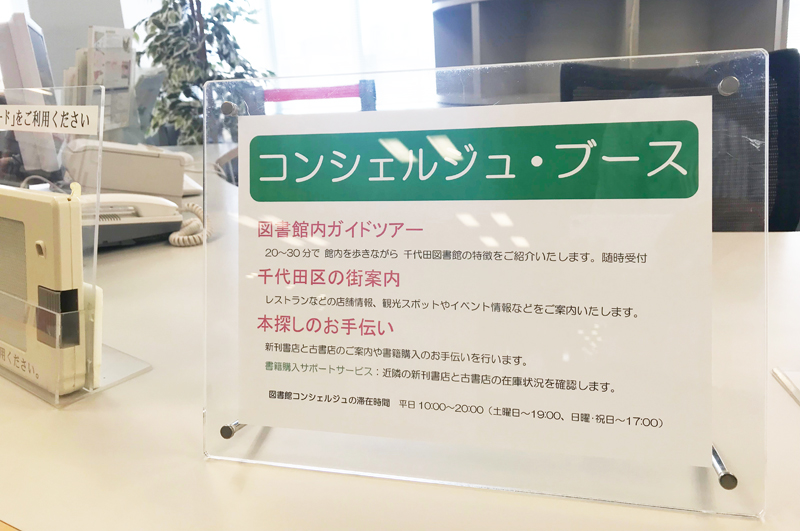 ード」をご利用ください
コンシェルジュ・ブース
図書館内ガイドツアー
20〜30分で 館内を歩きながら 千代田図書館の特徴をご紹介いたします。随時受付
千代田区の街案内
レストランなどの店舗情報、観光スポットやイベント情報などをご案内いたします。
本探しのお手伝い
新刊書店と古書店のご案内や書籍購入のお手伝いを行います。
書籍購入サポートサービス：近隣の新刊書店と古書店の在庫状況を確認します。
図書館コンシェルジュの滞在時間 平日10:00〜20:00（土曜日〜19:00、日曜・祝日〜17:00）
用ください。